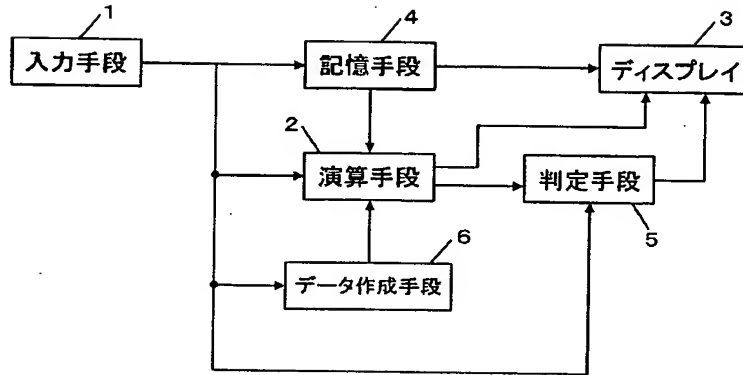 1
入力手段
4
記憶手段
3
ディスプレイ
2
演算手段
判定手段
5
6
データ作成手段